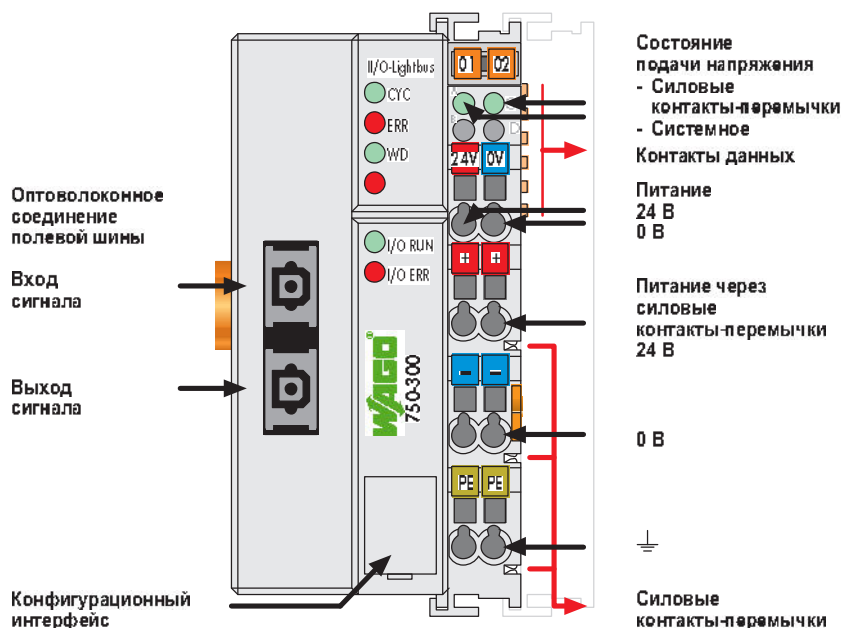 Оптоволоконное
соединение
полевой шины
Вход
сигнала
Выход
сигнала
Конфигурационный
интерфейс
II/O-Lightbus
CYC
ERR
WD
I/O RUN
I/O ERR
WAGO
750-300
01 02
A C
B D
24V 0V
+ +
– –
PE PE
Состояние
подачи напряжения
- Силовые
контакты-перемычки
- Системное
Контакты данных
Питание
24 В
0 В
Питание через
силовые
контакты-перемычки
24 В
0 В
Силовые
контакты-перемычки